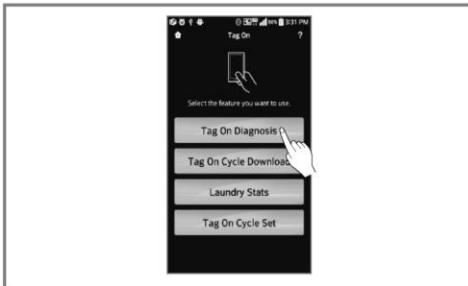 3:31 PM
Tag On
?
Select the feature you want to use.
Tag On Diagnosis
Tag On Cycle Download
Laundry Stats
Tag On Cycle Set